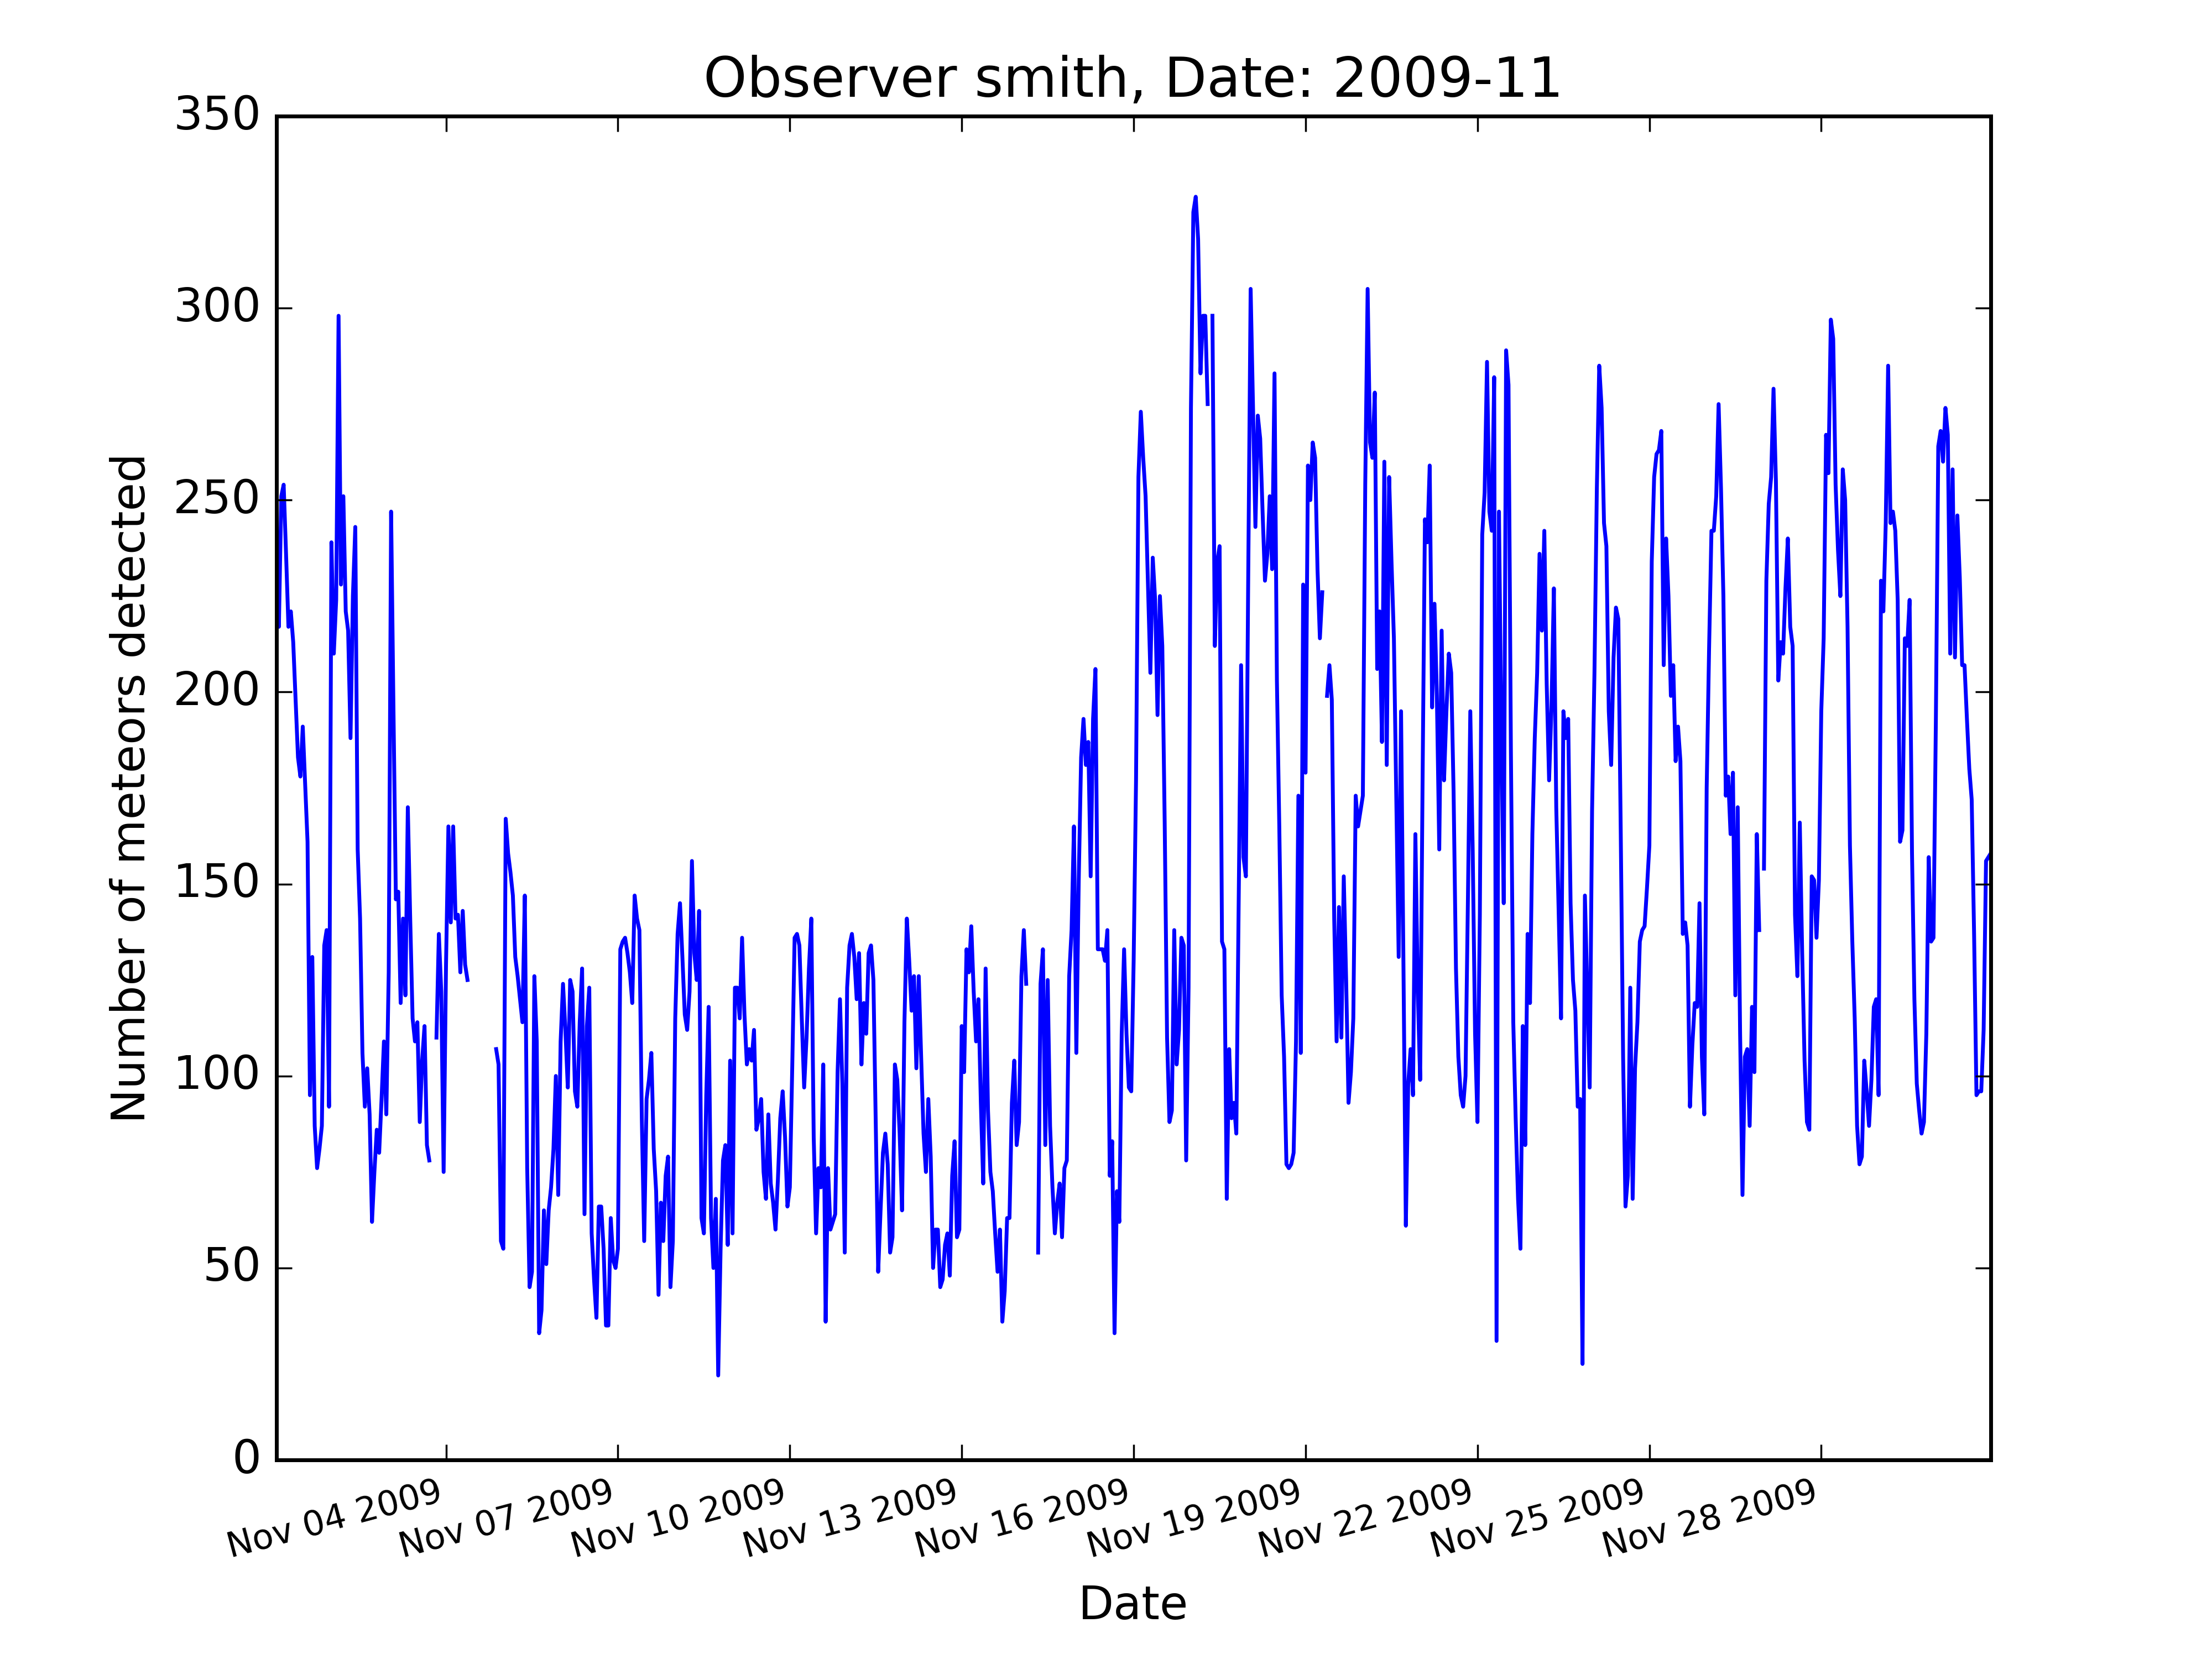 Observer smith, Date: 2009-11
350
300
250
200
150
100
50
0
Number of meteors detected
Nov 04 2009
Nov 07 2009
Nov 10 2009
Nov 13 2009
Nov 16 2009
Nov 19 2009
Nov 22 2009
Nov 25 2009
Nov 28 2009
Date